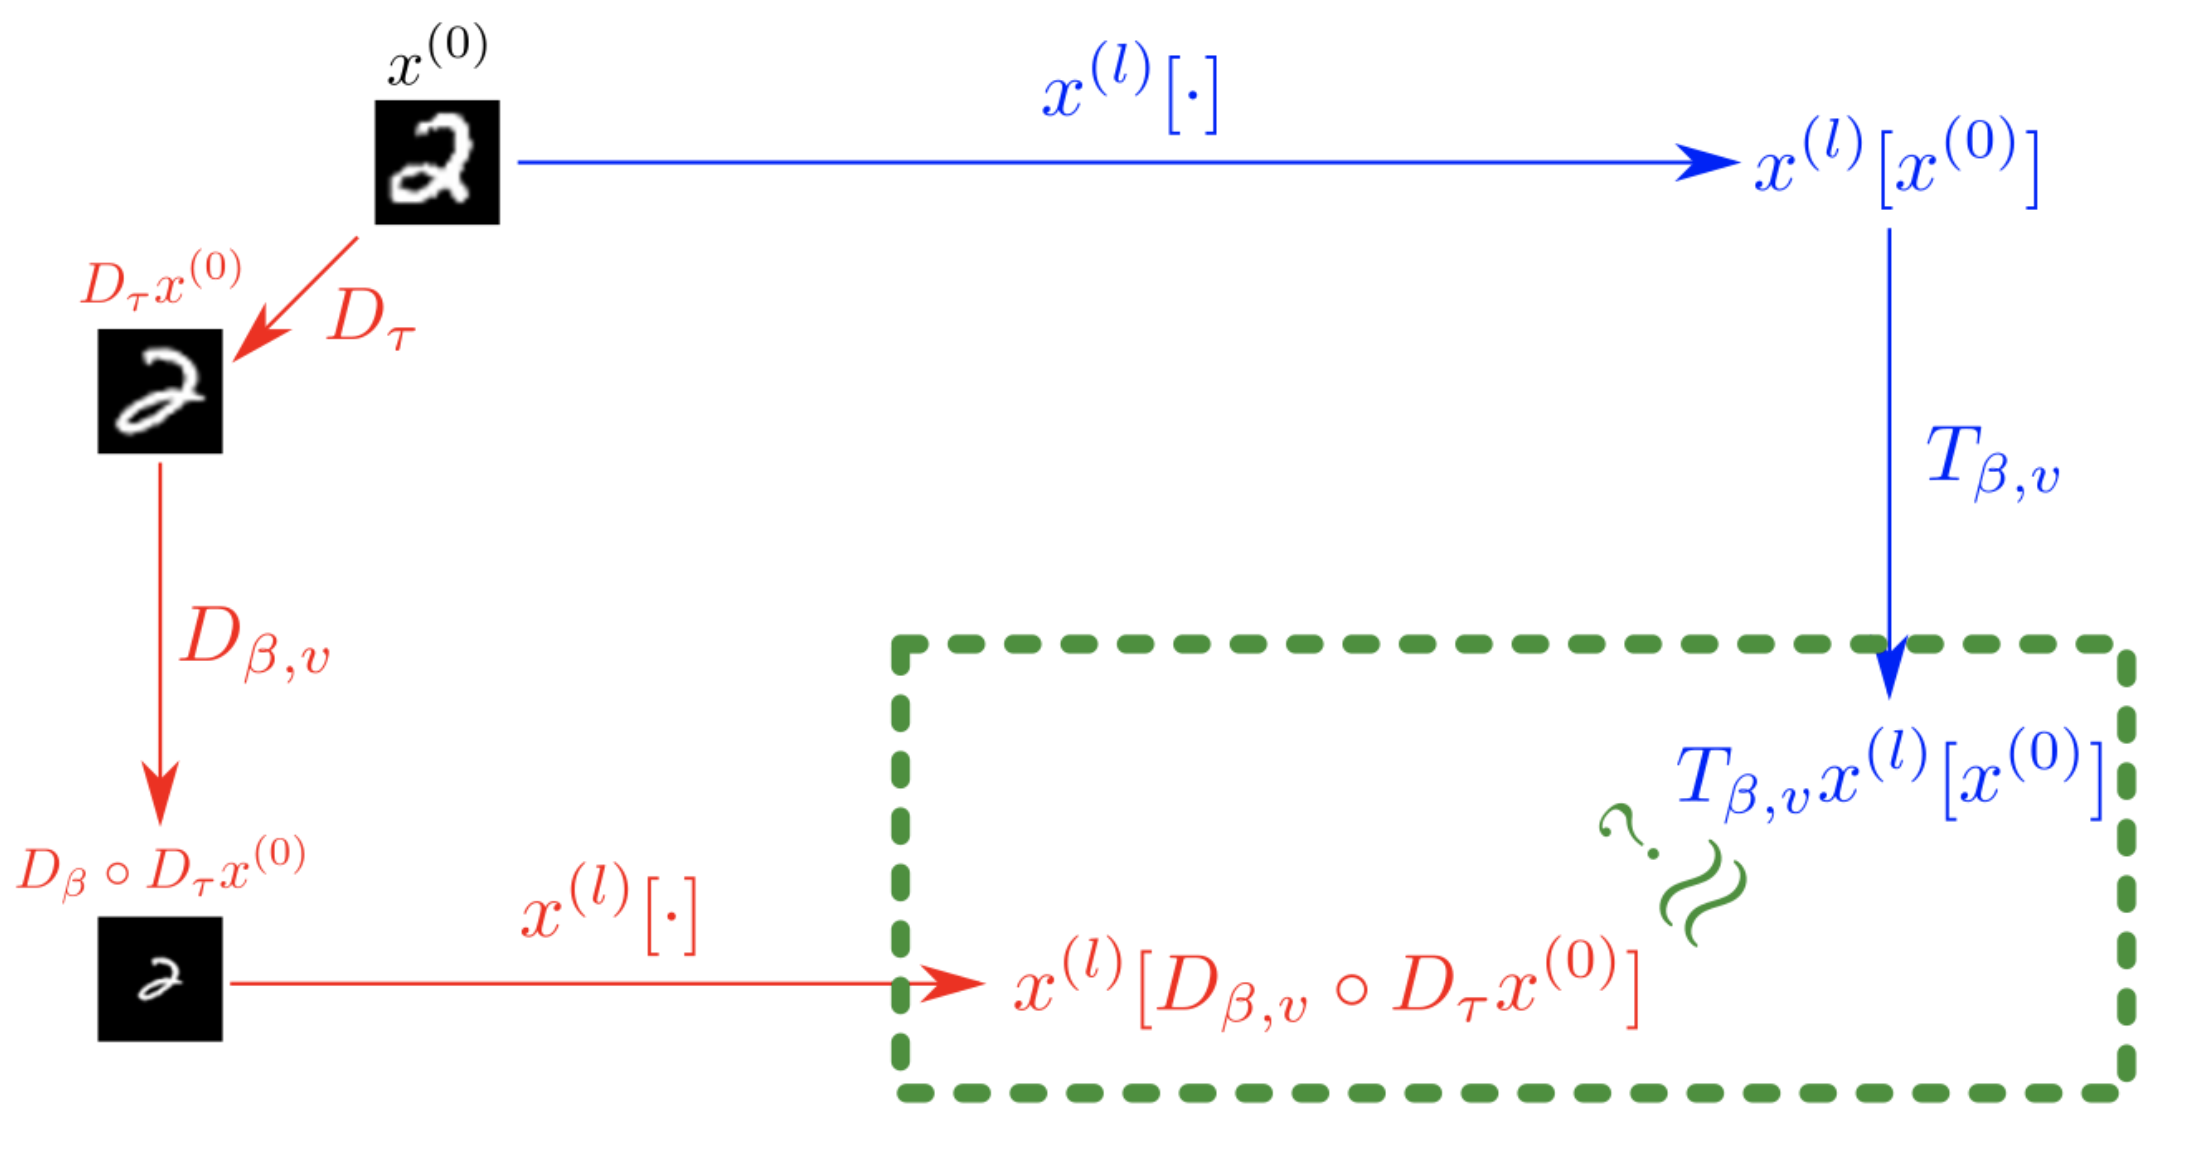 x^{(0)}
x^{(l)}[·]
x^{(l)}[x^{(0)}]
D_τ x^{(0)}
D_τ
T_{β,v}
D_{β,v}
T_{β,v} x^{(l)}[x^{(0)}]
? ≈
D_β ∘ D_τ x^{(0)}
x^{(l)}[·]
x^{(l)}[D_{β,v} ∘ D_τ x^{(0)}]